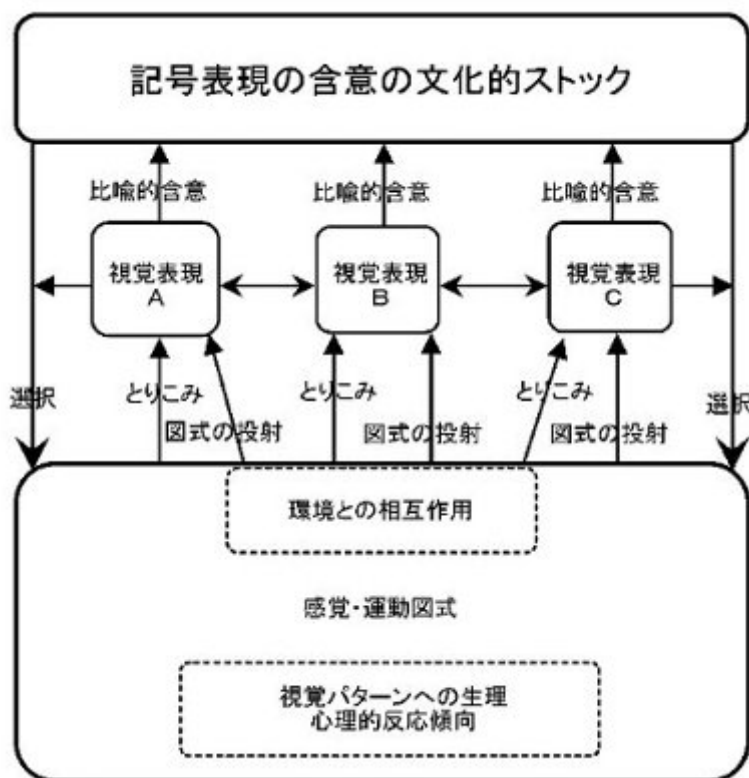 記号表現の含意の文化的ストック
比喩的含意
比喩的含意
比喩的含意
視覚表現
A
視覚表現
B
視覚表現
C
選択
とりこみ
とりこみ
とりこみ
選択
図式の投射
図式の投射
図式の投射
環境との相互作用
感覚・運動図式
視覚パターンへの生理
心理的反応傾向